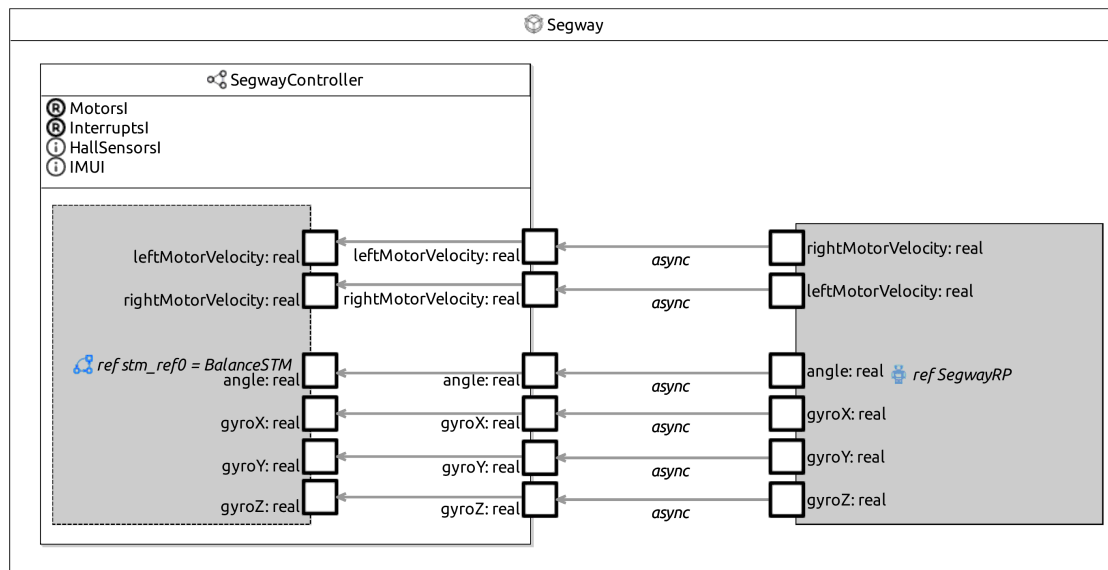 Segway
SegwayController
R MotorsI
R InterruptsI
i HallSensorsI
i IMUI
leftMotorVelocity: real
leftMotorVelocity: real
async
rightMotorVelocity: real
rightMotorVelocity: real
rightMotorVelocity: real
async
leftMotorVelocity: real
ref stm_ref0 = BalanceSTM
angle: real
angle: real
async
angle: real
ref SegwayRP
gyroX: real
gyroX: real
async
gyroX: real
gyroY: real
gyroY: real
async
gyroY: real
gyroZ: real
gyroZ: real
async
gyroZ: real